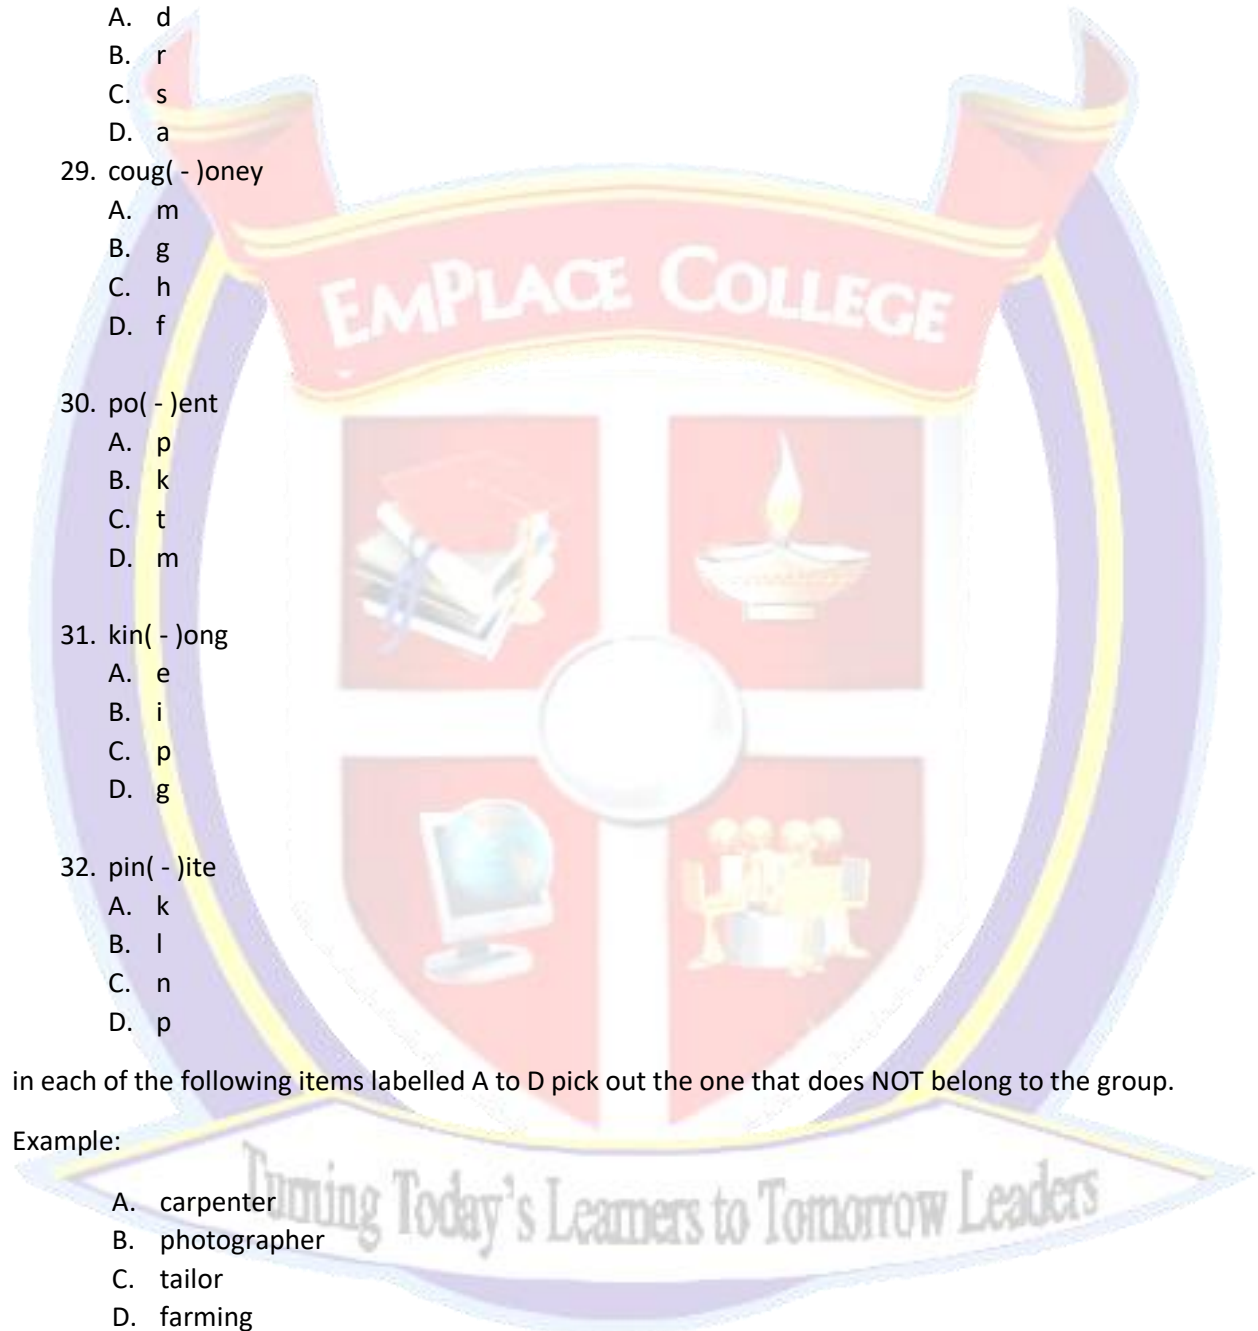 A. d
B. r
C. s
D. a
29. coug( - )oney
A. m
B. g
C. h
D. f
EMPLACE COLLEGE
30. po( - )ent
A. p
B. k
C. t
D. m
31. kin( - )ong
A. e
B. i
C. p
D. g
32. pin( - )ite
A. k
B. l
C. n
D. p
in each of the following items labelled A to D pick out the one that does NOT belong to the group.
Example:
Turning Today's Learners to Tomorrow Leaders
A. carpenter
B. photographer
C. tailor
D. farming